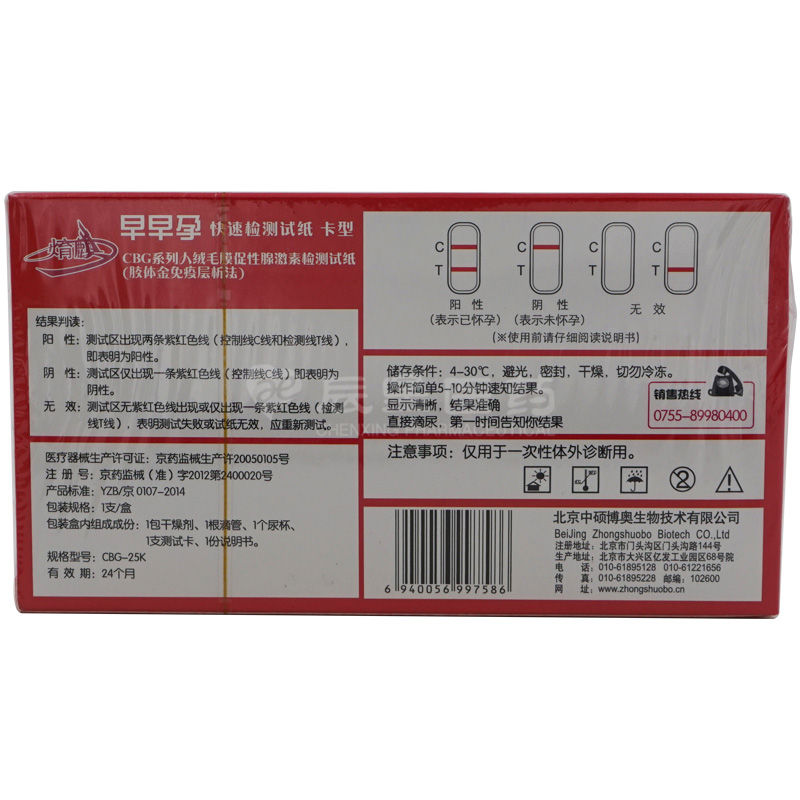 早早孕 快速检测试纸 卡型
CBG系列人绒毛膜促性腺激素检测试纸
(胶体金免疫层析法)
结果判读:
阳 性:测试区出现两条紫红色线(控制线C线和检测线T线),
即表明为阳性。
阴 性:测试区仅出现一条紫红色线(控制线C线)即表明为
阴性。
无 效:测试区无紫红色线出现或仅出现一条紫红色线(检测
线T线),表明测试失败或试纸无效,应重新测试。
医疗器械生产许可证:京药监械生产许20050105号
注 册 号:京药监械(准)字2012第2400020号
产品标准:YZB/京 0107-2014
包装规格:1支/盒
包装盒内组成成份:1包干燥剂、1根滴管、1个尿杯、
1支测试卡、1份说明书。
规格型号:CBG-25K
有 效 期:24个月
C
T
C
T
C
T
阳 性
(表示已怀孕)
阴 性
(表示未怀孕)
无 效
(※使用前请仔细阅读说明书)
储存条件:4-30℃,避光,密封,干燥,切勿冷冻。
操作简单5-10分钟速知结果。
显示清晰,结果准确
直接滴尿、第一时间告知你结果
销售热线
0755-89980400
注意事项:仅用于一次性体外诊断用。
北京中硕博奥生物技术有限公司
BeiJing Zhongshuobo Biotech CO.,Ltd
注册地址:北京市门头沟区门头沟路144号
生产地址:北京市大兴区亿发工业园区68号院
电 话:010-61895128 010-61221656
传 真:010-61895228 邮编:102600
网 址:www.zhongshuobo.cn
6 940056 997586
SHENXING PHARMACEUTICAL